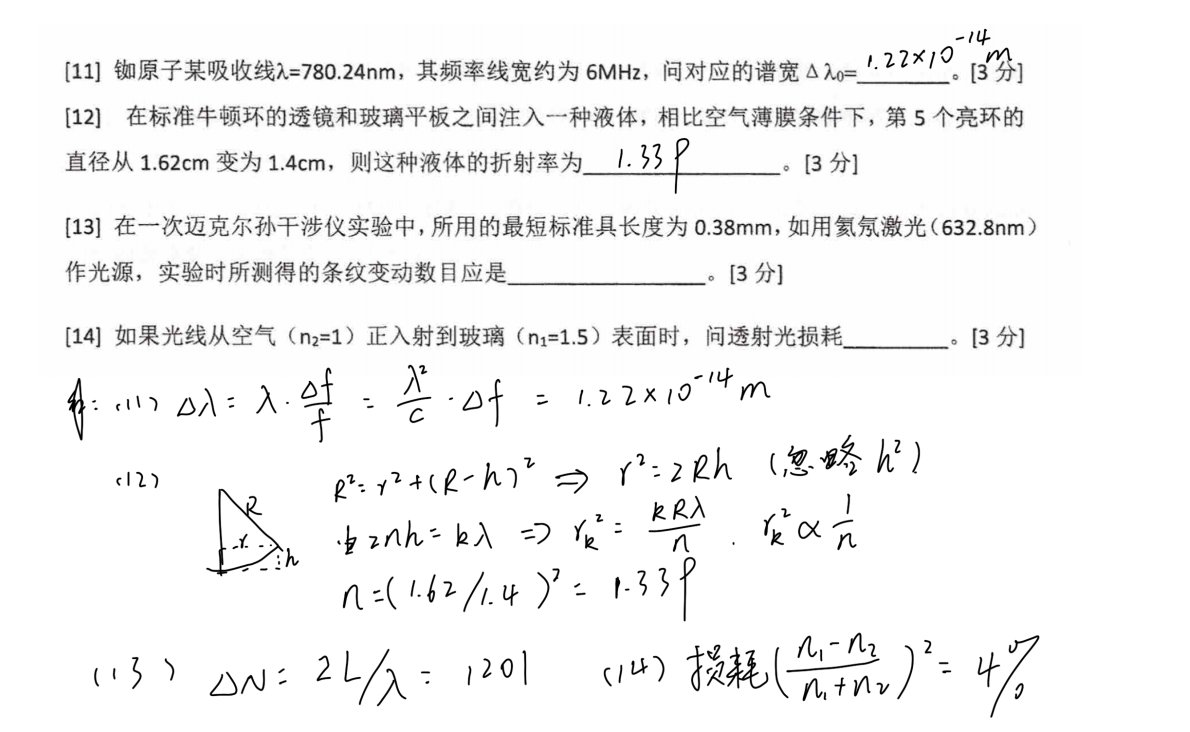 [11] 铷原子某吸收线λ=780.24nm，其频率线宽约为 6MHz，问对应的谱宽 Δλ₀=1.22×10⁻¹⁴m。[3 分]
[12] 在标准牛顿环的透镜和玻璃平板之间注入一种液体，相比空气薄膜条件下，第 5 个亮环的
直径从 1.62cm 变为 1.4cm，则这种液体的折射率为 1.339 。[3 分]
[13] 在一次迈克尔孙干涉仪实验中，所用的最短标准具长度为 0.38mm，如用氦氖激光（632.8nm）
作光源，实验时所测得的条纹变动数目应是________。[3 分]
[14] 如果光线从空气（n₂=1）正入射到玻璃（n₁=1.5）表面时，问透射光损耗________。[3 分]
: (11) Δλ = λ · Δf/f = λ²/c · Δf = 1.22×10⁻¹⁴ m
(12) R²=r²+(R-h)² ⇒ r²=2Rh (忽略 h²)
R
r
h
由 2nh=kλ ⇒ r_k² = kRλ/n . r_k² ∝ 1/n
n=(1.62/1.4)² = 1.339
(13) ΔN = 2L/λ = 1201 (14) 损耗((n₁-n₂)/(n₁+n₂))² = 4%